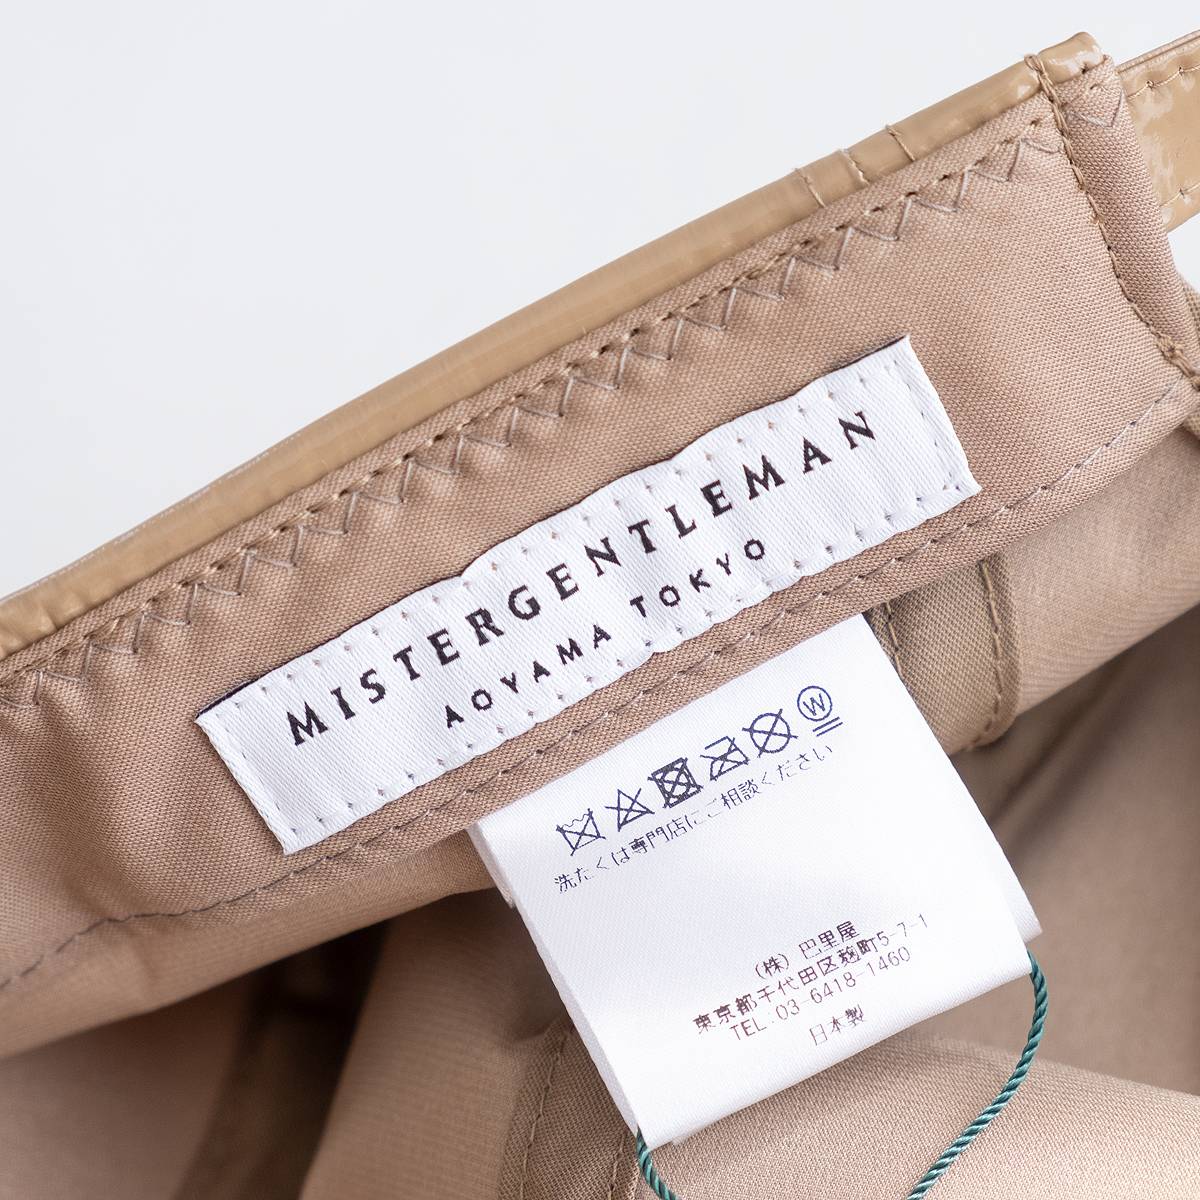 MISTERGENTLEMAN
AOYAMA TOKYO
W
洗たくは専門店にご相談ください
(株) 巴里屋
東京都千代田区麹町5-7-1
TEL.03-6418-1460
日本製